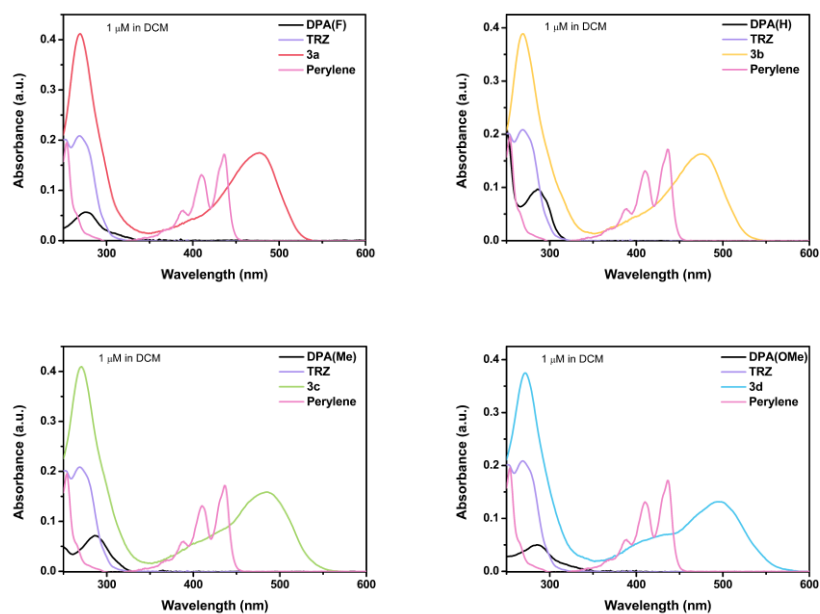 1 μM in DCM
DPA(F)
TRZ
3a
Perylene
0.4
0.3
0.2
0.1
0.0
Absorbance (a.u.)
300
400
500
600
Wavelength (nm)
1 μM in DCM
DPA(H)
TRZ
3b
Perylene
0.4
0.3
0.2
0.1
0.0
Absorbance (a.u.)
300
400
500
600
Wavelength (nm)
1 μM in DCM
DPA(Me)
TRZ
3c
Perylene
0.4
0.3
0.2
0.1
0.0
Absorbance (a.u.)
300
400
500
600
Wavelength (nm)
1 μM in DCM
DPA(OMe)
TRZ
3d
Perylene
0.4
0.3
0.2
0.1
0.0
Absorbance (a.u.)
300
400
500
600
Wavelength (nm)